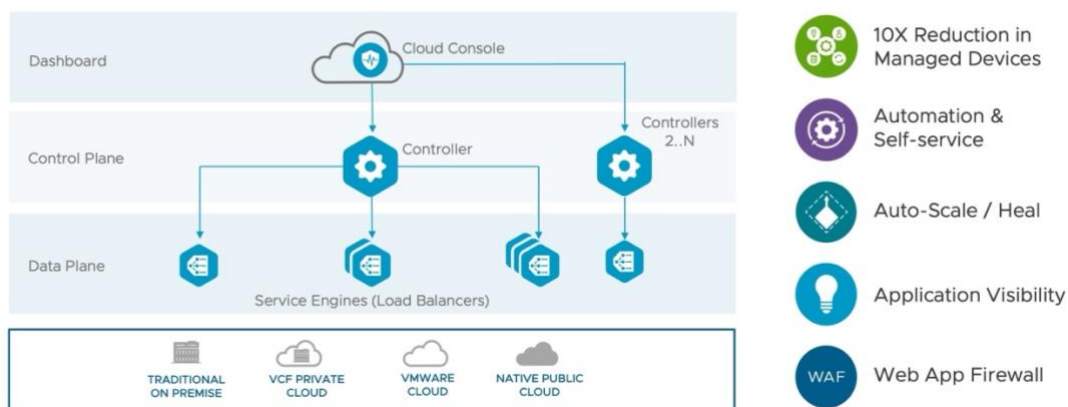 Dashboard
Cloud Console
Control Plane
Controller
Controllers
2..N
Data Plane
Service Engines (Load Balancers)
TRADITIONAL
ON PREMISE
VCF PRIVATE
CLOUD
VMWARE
CLOUD
NATIVE PUBLIC
CLOUD
10X Reduction in
Managed Devices
Automation &
Self-service
Auto-Scale / Heal
Application Visibility
WAF
Web App Firewall